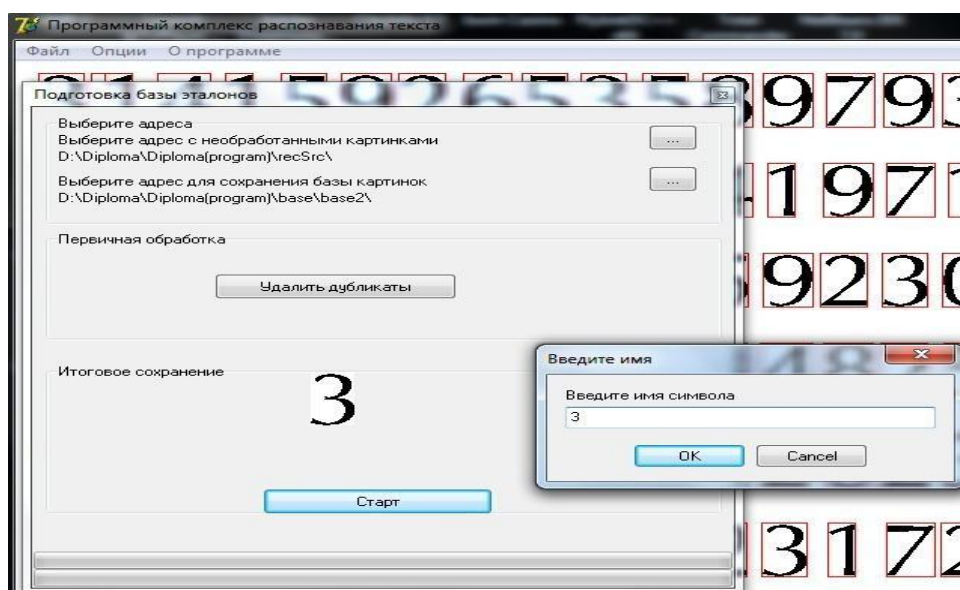 Программный комплекс распознавания текста
Файл Опции О программе
Подготовка базы эталонов
9793
Выберите адреса
Выберите адрес с необработанными картинками
...
D:\Diploma\Diploma(program)\recSrc\
Выберите адрес для сохранения базы картинок
...
D:\Diploma\Diploma(program)\base\base2\
1971
Первичная обработка
Удалить дубликаты
9230
Итоговое сохранение
3
Старт
Введите имя
Введите имя символа
3
OK
Cancel
3172